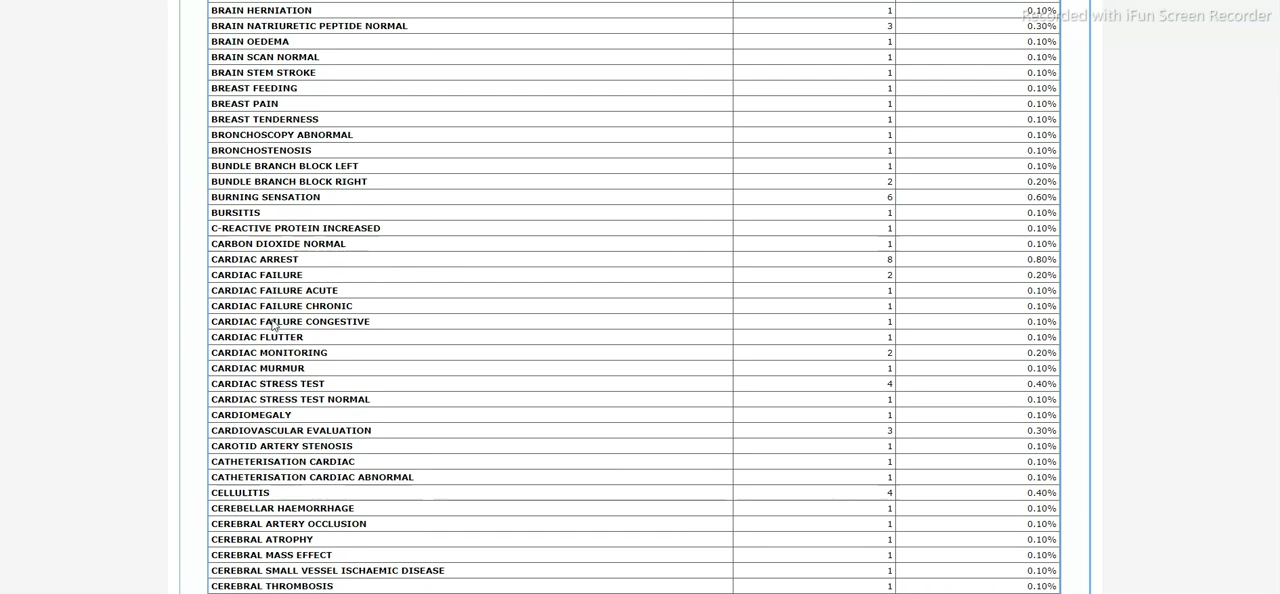 Recorded with iFun Screen Recorder
BRAIN HERNIATION 1 0.10%
BRAIN NATRIURETIC PEPTIDE NORMAL 3 0.30%
BRAIN OEDEMA 1 0.10%
BRAIN SCAN NORMAL 1 0.10%
BRAIN STEM STROKE 1 0.10%
BREAST FEEDING 1 0.10%
BREAST PAIN 1 0.10%
BREAST TENDERNESS 1 0.10%
BRONCHOSCOPY ABNORMAL 1 0.10%
BRONCHOSTENOSIS 1 0.10%
BUNDLE BRANCH BLOCK LEFT 1 0.10%
BUNDLE BRANCH BLOCK RIGHT 2 0.20%
BURNING SENSATION 6 0.60%
BURSITIS 1 0.10%
C-REACTIVE PROTEIN INCREASED 1 0.10%
CARBON DIOXIDE NORMAL 1 0.10%
CARDIAC ARREST 8 0.80%
CARDIAC FAILURE 2 0.20%
CARDIAC FAILURE ACUTE 1 0.10%
CARDIAC FAILURE CHRONIC 1 0.10%
CARDIAC FAILURE CONGESTIVE 1 0.10%
CARDIAC FLUTTER 1 0.10%
CARDIAC MONITORING 2 0.20%
CARDIAC MURMUR 1 0.10%
CARDIAC STRESS TEST 4 0.40%
CARDIAC STRESS TEST NORMAL 1 0.10%
CARDIOMEGALY 1 0.10%
CARDIOVASCULAR EVALUATION 3 0.30%
CAROTID ARTERY STENOSIS 1 0.10%
CATHETERISATION CARDIAC 1 0.10%
CATHETERISATION CARDIAC ABNORMAL 1 0.10%
CELLULITIS 4 0.40%
CEREBELLAR HAEMORRHAGE 1 0.10%
CEREBRAL ARTERY OCCLUSION 1 0.10%
CEREBRAL ATROPHY 1 0.10%
CEREBRAL MASS EFFECT 1 0.10%
CEREBRAL SMALL VESSEL ISCHAEMIC DISEASE 1 0.10%
CEREBRAL THROMBOSIS 1 0.10%